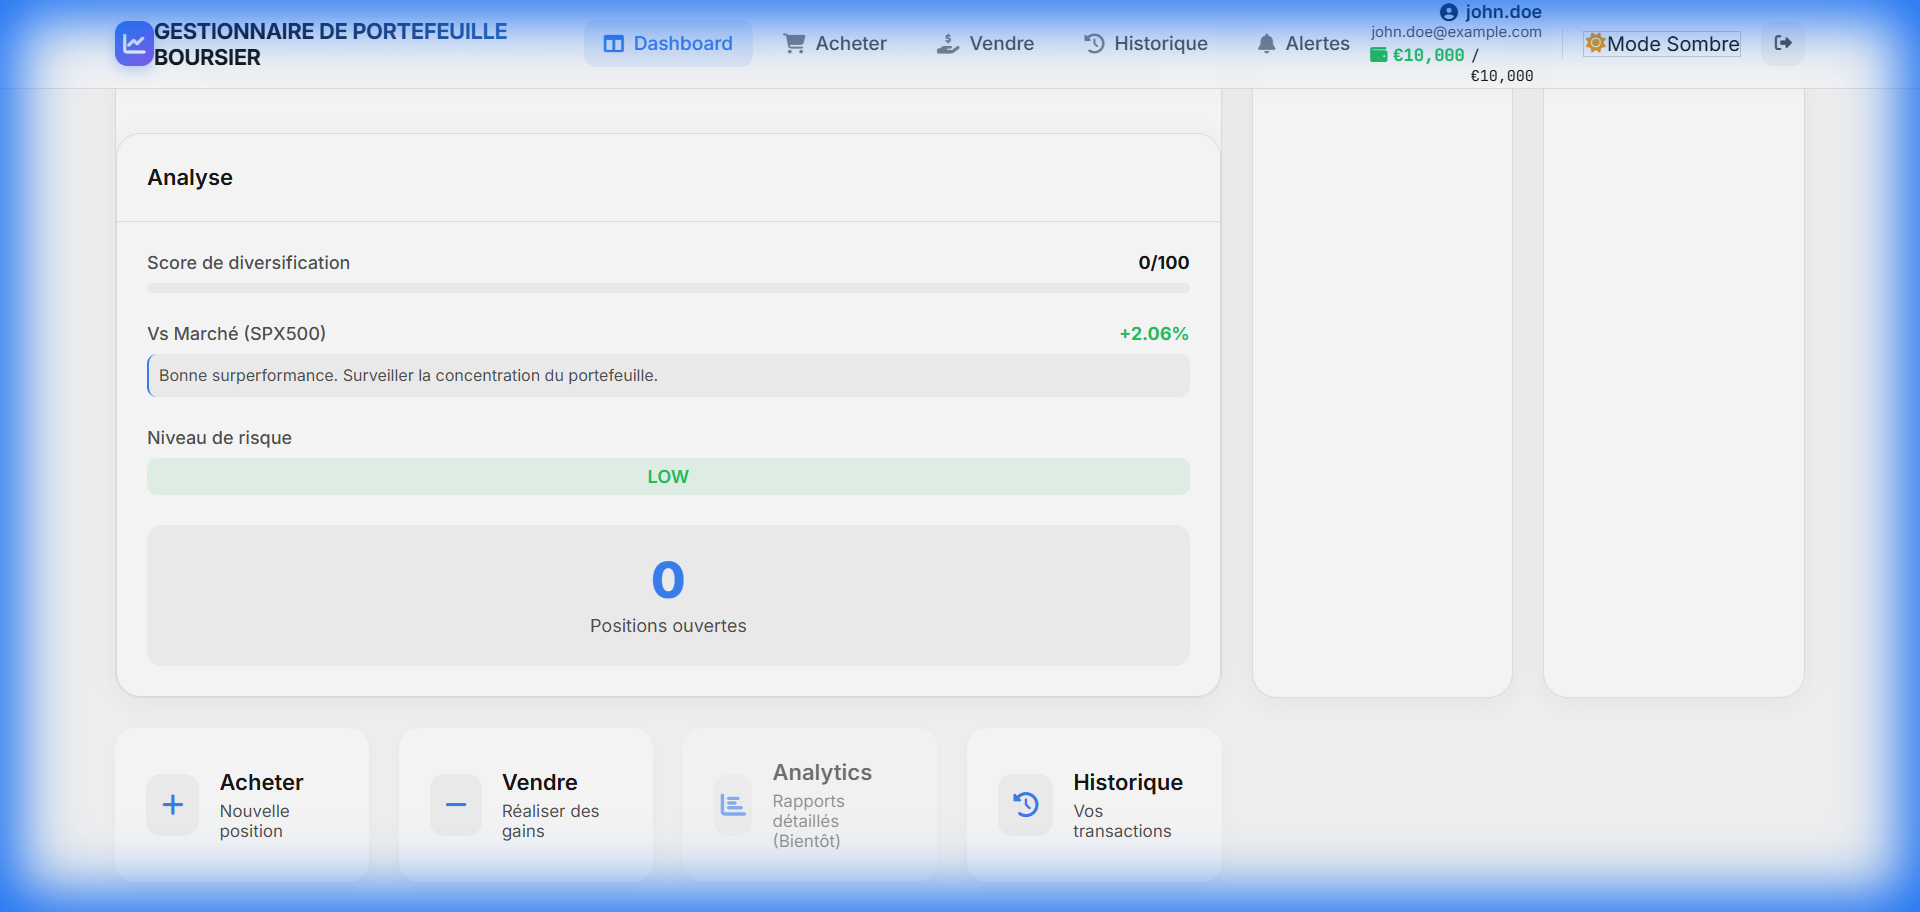 GESTIONNAIRE DE PORTEFEUILLE
BOURSIER
Dashboard
Acheter
Vendre
Historique
Alertes
john.doe
john.doe@example.com
€10,000 /
€10,000
Mode Sombre
Analyse
Score de diversification
0/100
Vs Marché (SPX500)
+2.06%
Bonne surperformance. Surveiller la concentration du portefeuille.
Niveau de risque
LOW
0
Positions ouvertes
Acheter
Nouvelle
position
Vendre
Réaliser des
gains
Analytics
Rapports
détaillés
(Bientôt)
Historique
Vos
transactions